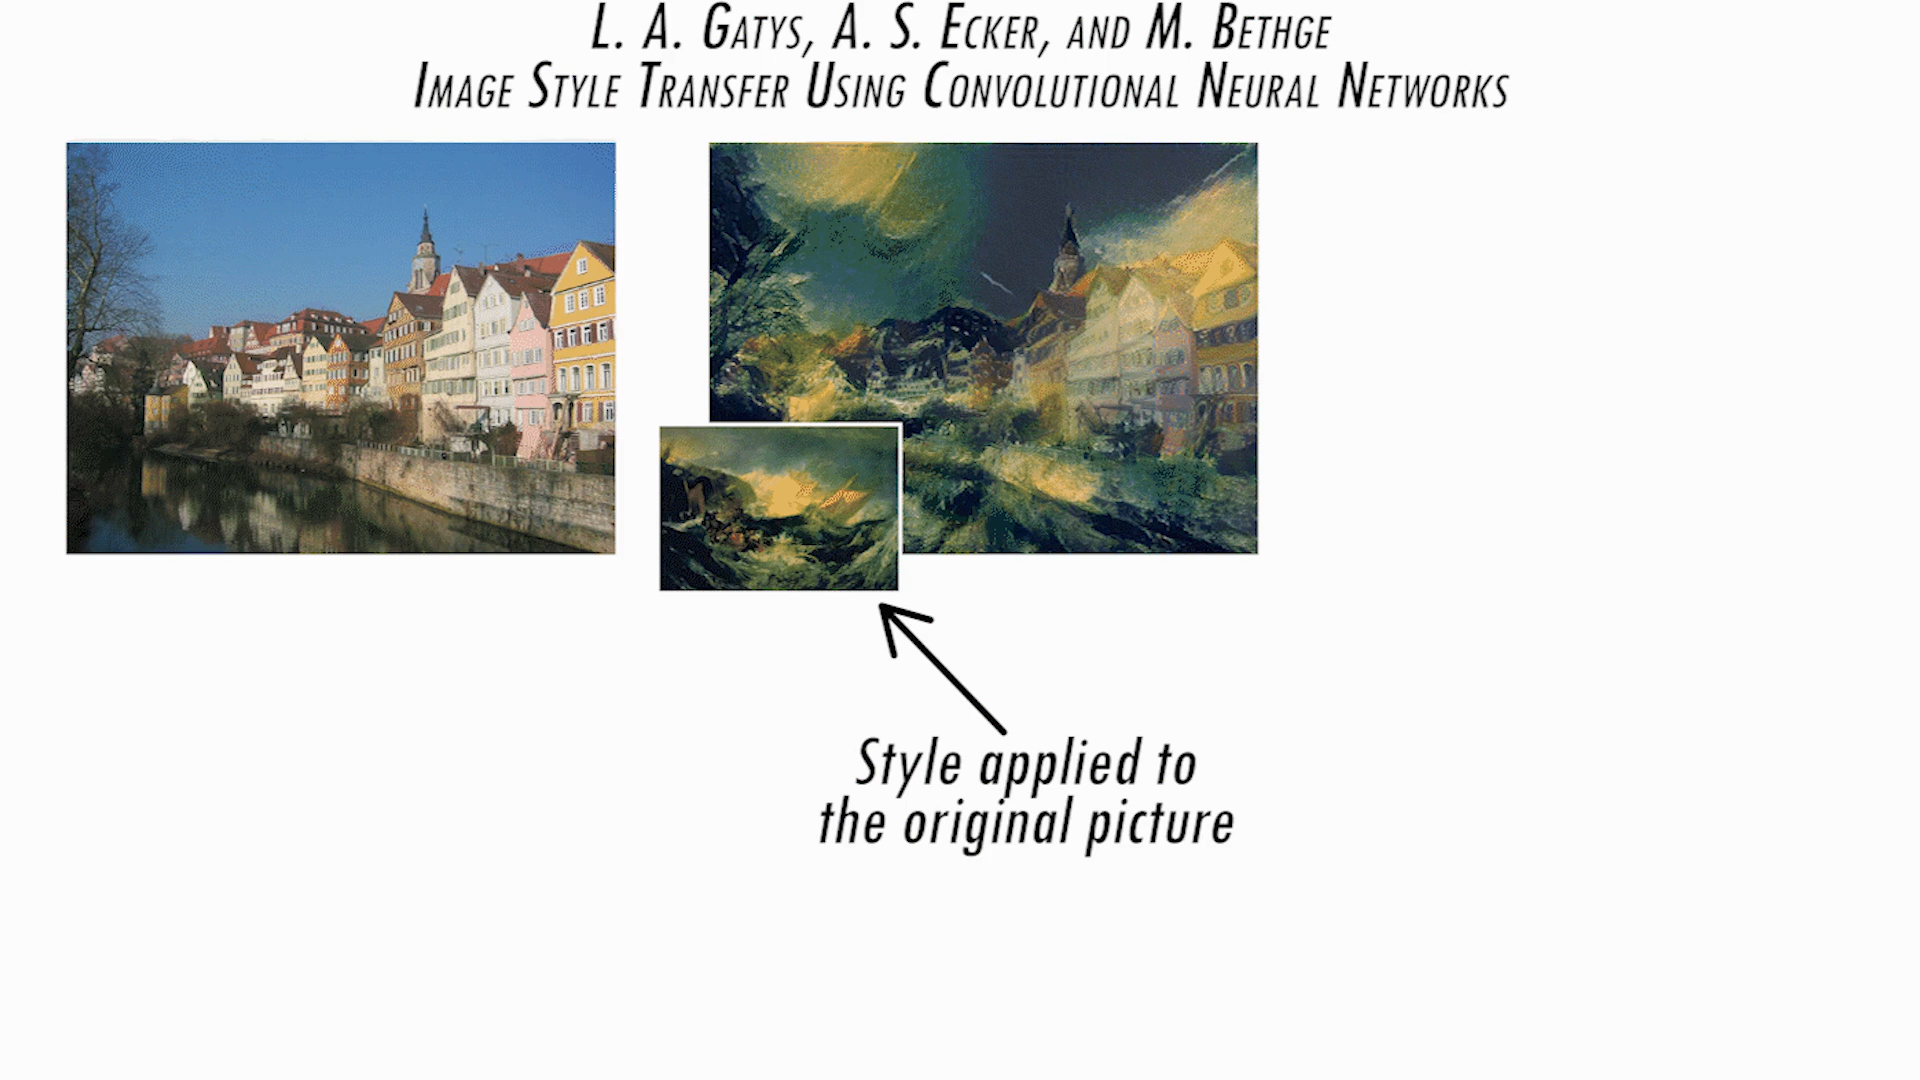 L. A. Gatys, A. S. Ecker, and M. Bethge
Image Style Transfer Using Convolutional Neural Networks
Style applied to
the original picture